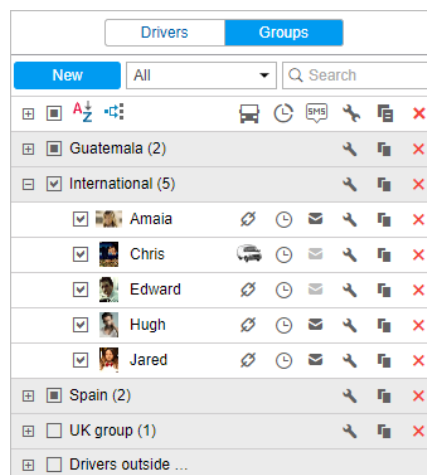 Drivers Groups
New All Search
A Z SMS
Guatemala (2)
International (5)
Amaia
Chris
Edward
Hugh
Jared
Spain (2)
UK group (1)
Drivers outside ...